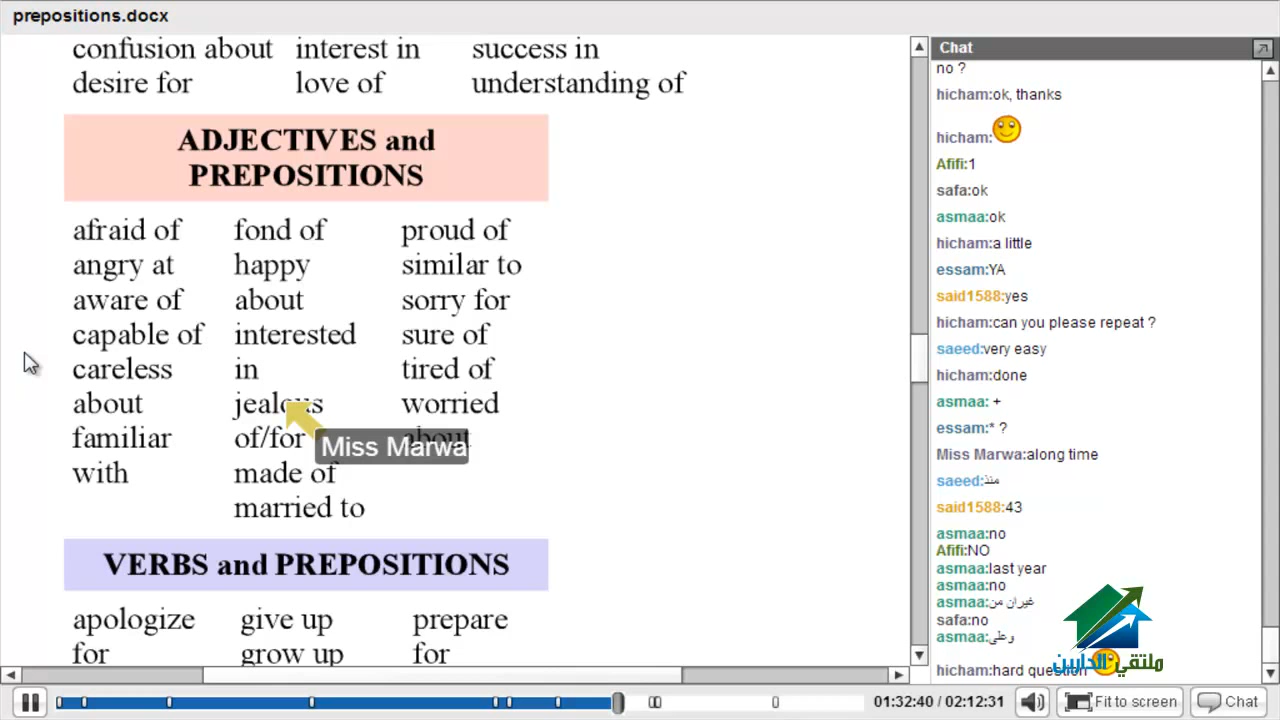 prepositions.docx
confusion about interest in success in
desire for love of understanding of
ADJECTIVES and
PREPOSITIONS
afraid of fond of proud of
angry at happy similar to
aware of about sorry for
capable of interested sure of
careless in tired of
about jealous worried
familiar of/for about
with made of
married to
Miss Marwa
VERBS and PREPOSITIONS
apologize give up prepare
for grow up for
Chat
no ?
hicham:ok, thanks
hicham:
Afifi:1
safa:ok
asmaa:ok
hicham:a little
essam:YA
said1588:yes
hicham:can you please repeat ?
saeed:very easy
hicham:done
asmaa: +
essam:* ?
Miss Marwa:along time
saeed:منذ
said1588:43
asmaa:no
Afifi:NO
asmaa:last year
asmaa:no
asmaa:غيران من
safa:no
asmaa:وعلى
hicham:hard question
ملتقي الدارين
01:32:40 / 02:12:31
Fit to screen
Chat